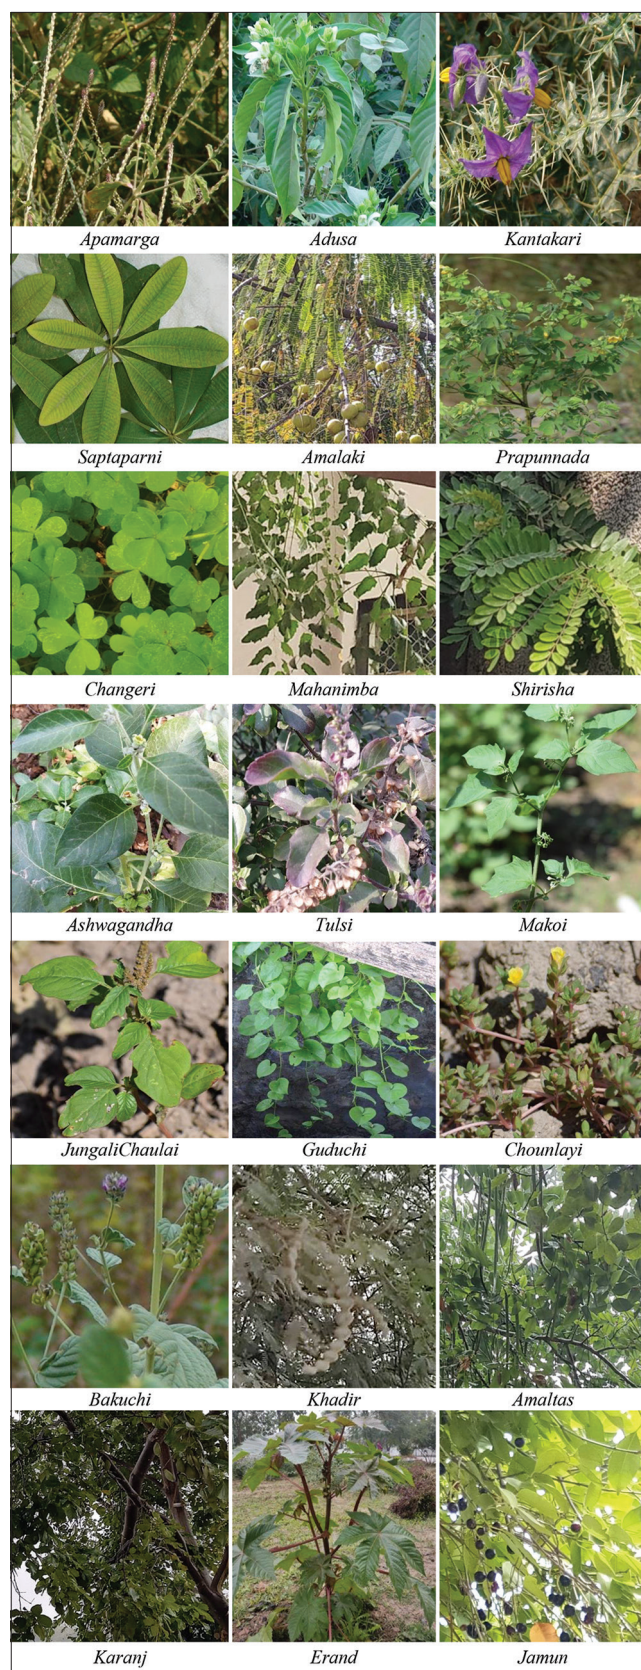 Apamarga
Adusa
Kantakari
Saptaparni
Amalaki
Prapunnada
Changeri
Mahanimba
Shirisha
Ashwagandha
Tulsi
Makoi
JungaliChaulai
Guduchi
Chounlayi
Bakuchi
Khadir
Amaltas
Karanj
Erand
Jamun